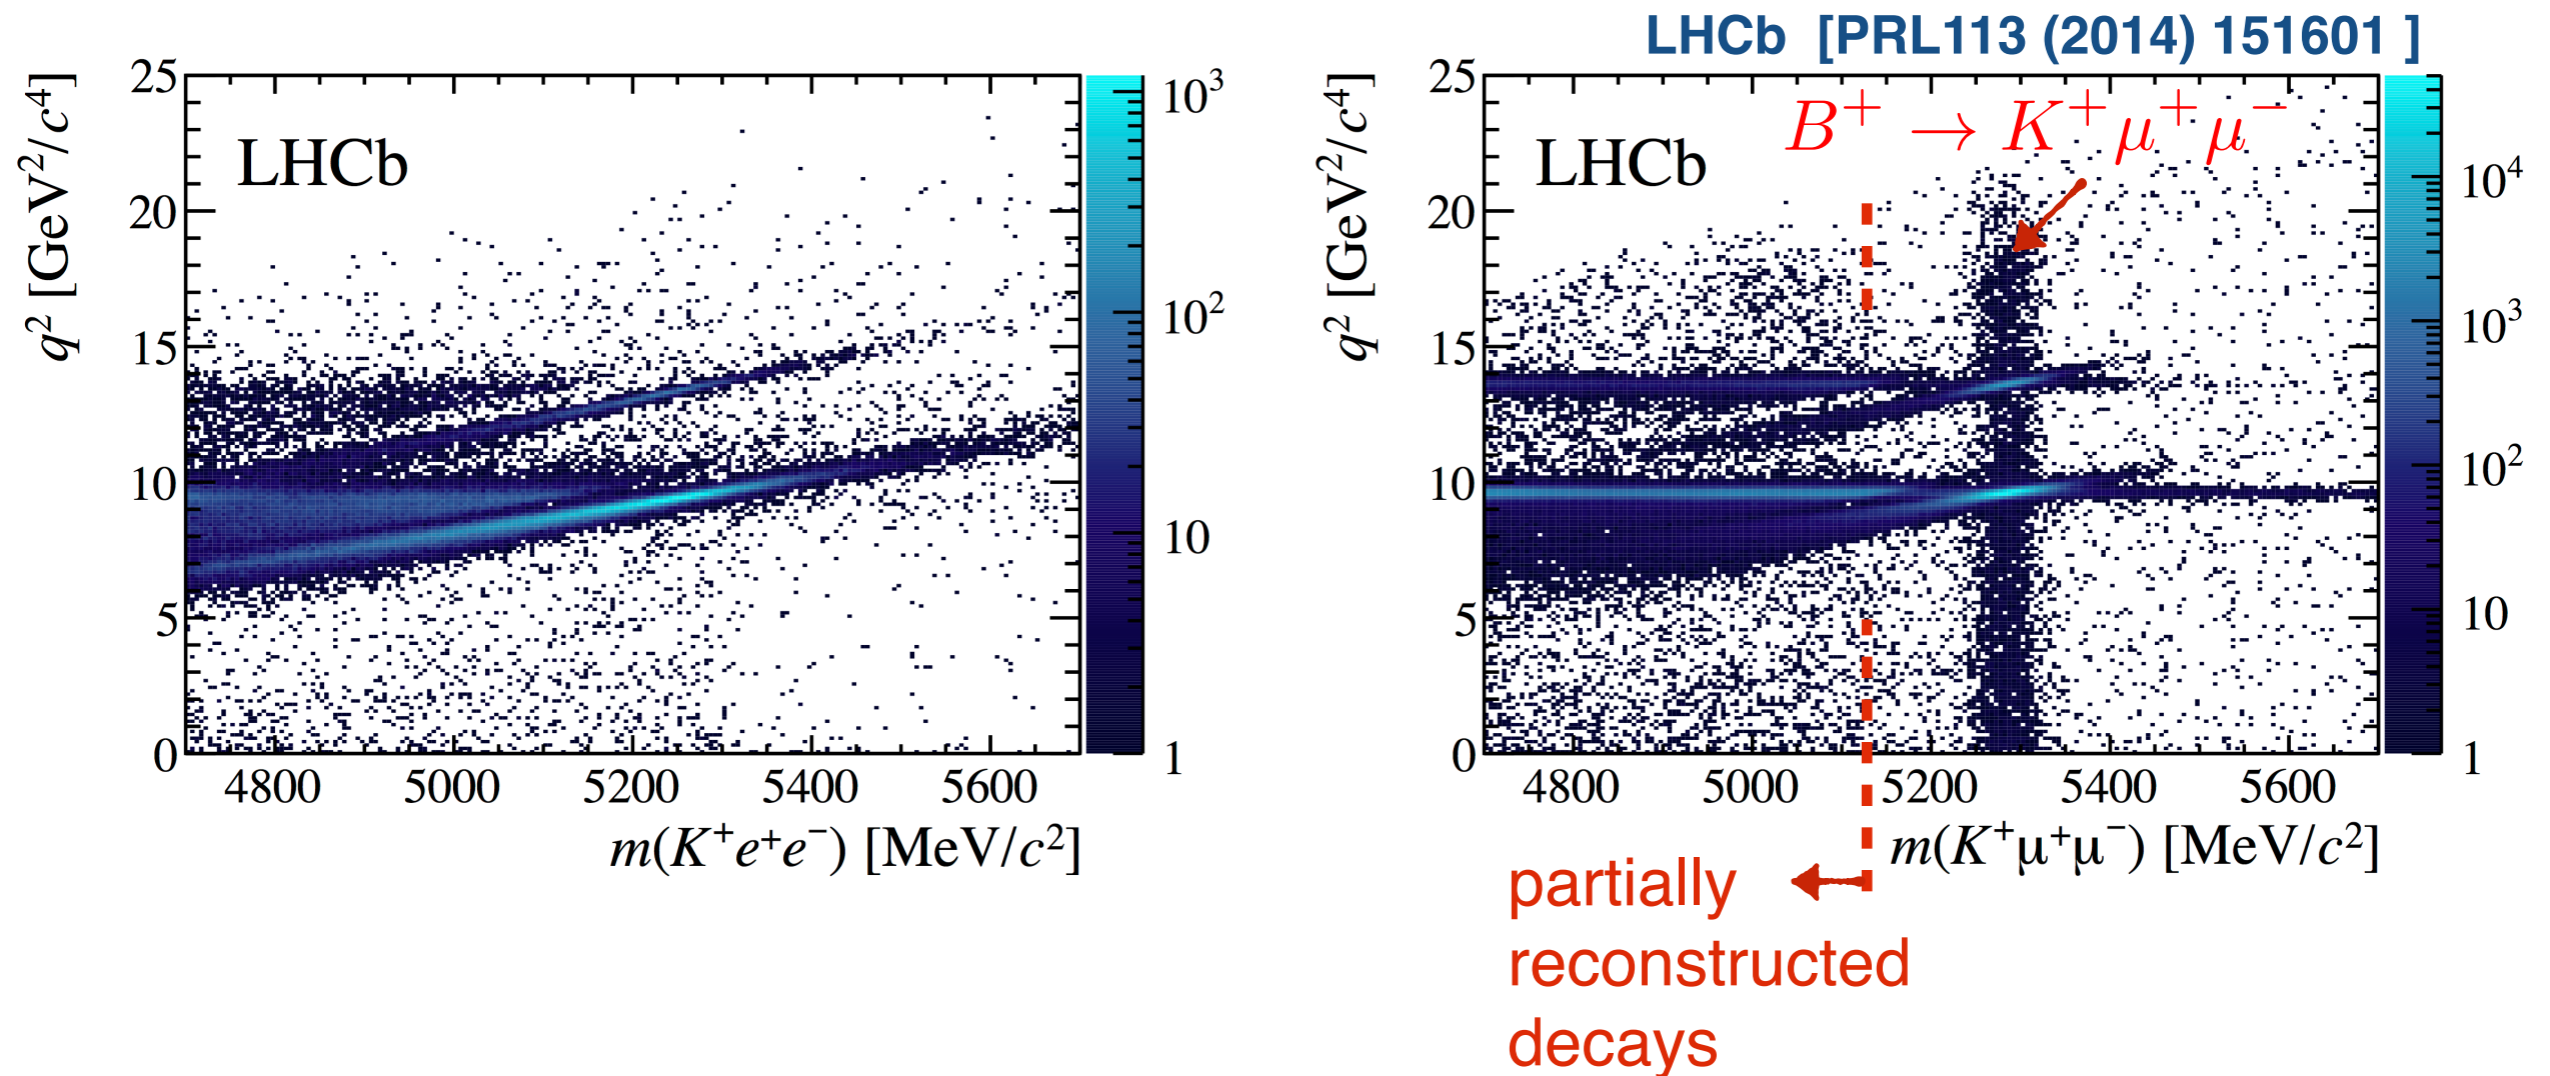 LHCb [PRL113 (2014) 151601 ]
q² [GeV²/c⁴]
25
20
15
10
5
0
LHCb
4800 5000 5200 5400 5600
m(K⁺e⁺e⁻) [MeV/c²]
10³
10²
10
1
q² [GeV²/c⁴]
25
20
15
10
5
0
LHCb
B⁺ → K⁺μ⁺μ⁻
4800 5000 5200 5400 5600
m(K⁺μ⁺μ⁻) [MeV/c²]
10⁴
10³
10²
10
1
partially
reconstructed
decays